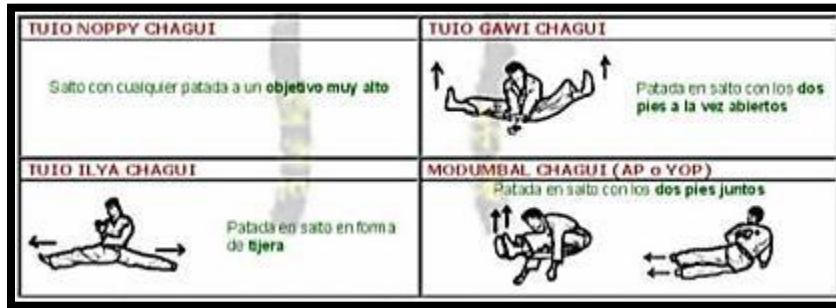 TUIO NOPPY CHAGUI
Salto con cualquier patada a un objetivo muy alto
TUIO GAWI CHAGUI
Patada en salto con los dos
pies a la vez abiertos
TUIO ILYA CHAGUI
Patada en salto en forma
de tijera
MODUMBAL CHAGUI (AP o YOP)
Patada en salto con los dos pies juntos